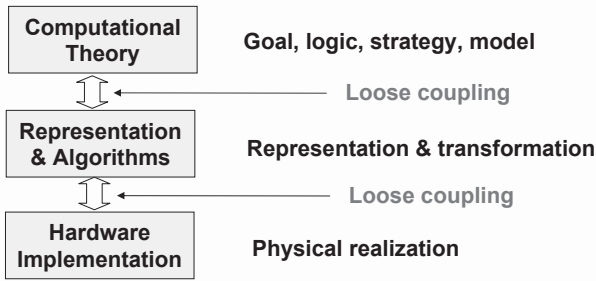 Computational
Theory
Goal, logic, strategy, model
Loose coupling
Representation
& Algorithms
Representation & transformation
Loose coupling
Hardware
Implementation
Physical realization